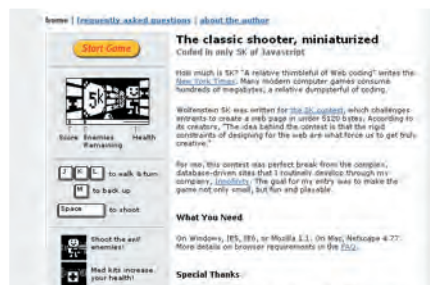 home | frequently asked questions | about the author
Start Game
5k
Score Enemies Remaining Health
J K L to walk & turn
M to back up
Space to shoot
Shoot the evil enemies!
Med kits increase your health!
The classic shooter, miniaturized
Coded in only 5K of Javascript
How much is 5K? "A relative thimbleful of Web coding" writes the
New York Times. Many modern computer games consume
hundreds of megabytes, a relative dumpsterful of coding.
Wolfenstein 5K was written for the 5K contest, which challenges
entrants to create a web page in under 5120 bytes. According to
its creators, "The idea behind the contest is that the rigid
constraints of designing for the web are what force us to get truly
creative."
For me, this contest was perfect break from the complex,
database-driven sites that I routinely develop through my
company, . The goal for my entry was to make the
game not only small, but fun and playable.
What You Need
On Windows, IE5, IE6, or Mozilla 1.1. On Mac, Netscape 4.77.
More details on browser requirements in the FAQ.
Special Thanks